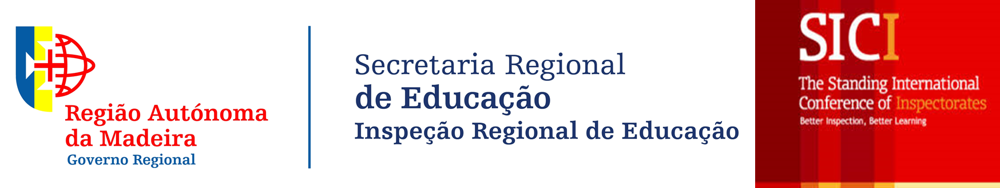 Região Autónoma
da Madeira
Governo Regional
Secretaria Regional
de Educação
Inspeção Regional de Educação
SICI
The Standing International
Conference of Inspectorates
Better Inspection, Better Learning